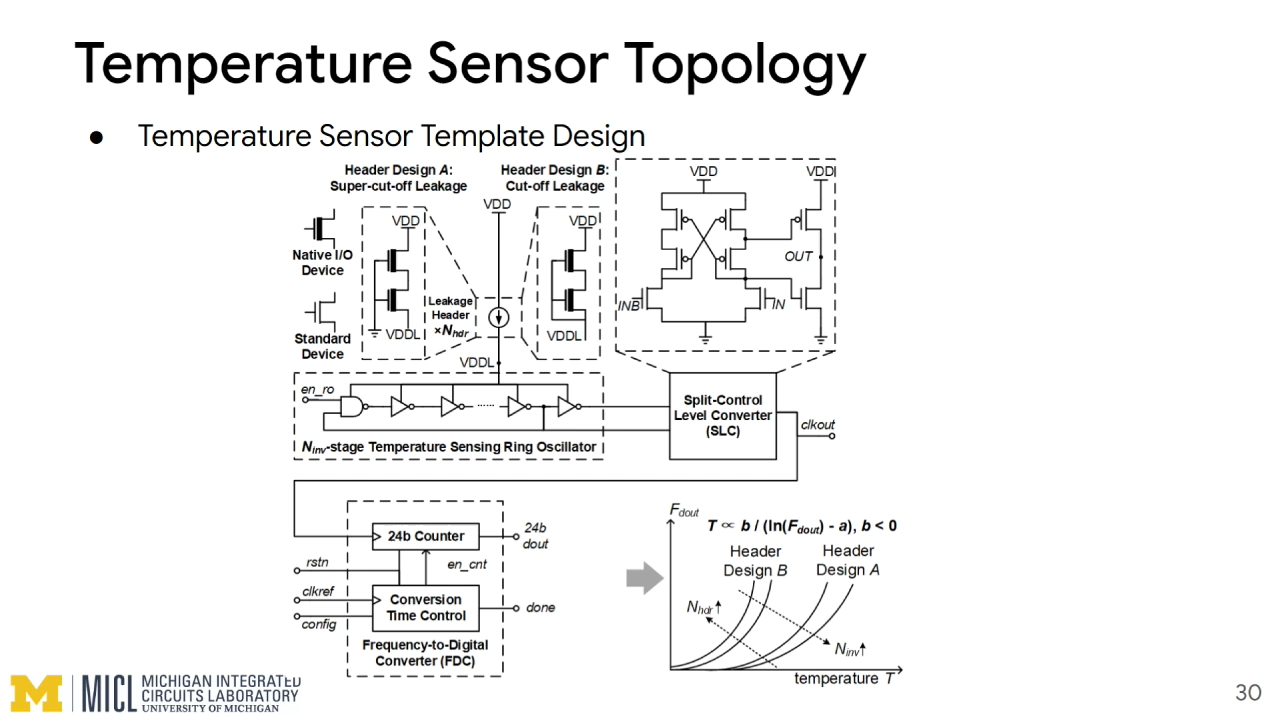 Temperature Sensor Topology
● Temperature Sensor Template Design
Header Design A:
Super-cut-off Leakage
Header Design B:
Cut-off Leakage
VDD
VDD
VDD
VDD
VDD
Native I/O
Device
Standard
Device
Leakage
Header
×Nhdr
VDDL
VDDL
VDDL
OUT
INB
IN
en_ro
Ninv-stage Temperature Sensing Ring Oscillator
Split-Control
Level Converter
(SLC)
clkout
24b Counter
24b
dout
en_cnt
rstn
clkref
config
Conversion
Time Control
done
Frequency-to-Digital
Converter (FDC)
Fdout
T ∝ b / (ln(Fdout) - a), b < 0
Header
Design B
Header
Design A
Nhdr↑
Ninv↑
temperature T
M MICL MICHIGAN INTEGRATED
CIRCUITS LABORATORY
UNIVERSITY OF MICHIGAN
30